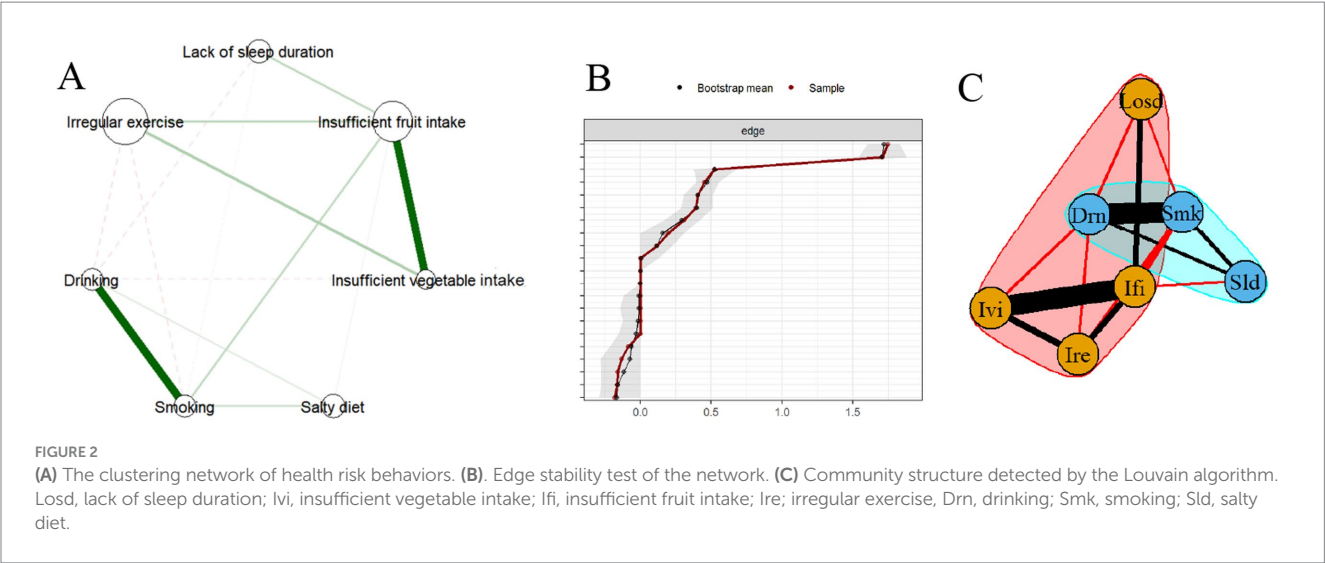 A
Lack of sleep duration
Irregular exercise
Insufficient fruit intake
Drinking
Insufficient vegetable intake
Smoking
Salty diet
B
Bootstrap mean
Sample
edge
0.0
0.5
1.0
1.5
C
Losd
Drn
Smk
Ifi
Sld
Ivi
Ire
FIGURE 2
(A) The clustering network of health risk behaviors. (B). Edge stability test of the network. (C) Community structure detected by the Louvain algorithm.
Losd, lack of sleep duration; Ivi, insufficient vegetable intake; Ifi, insufficient fruit intake; Ire; irregular exercise, Drn, drinking; Smk, smoking; Sld, salty
diet.